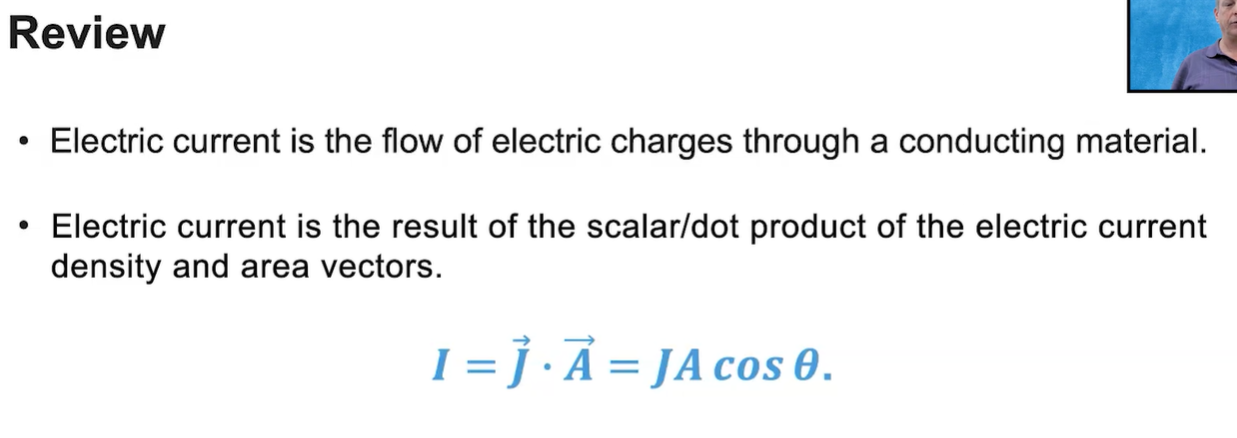 Review
• Electric current is the flow of electric charges through a conducting material.
• Electric current is the result of the scalar/dot product of the electric current
density and area vectors.
I = J⃗ · A⃗ = JA cos θ.